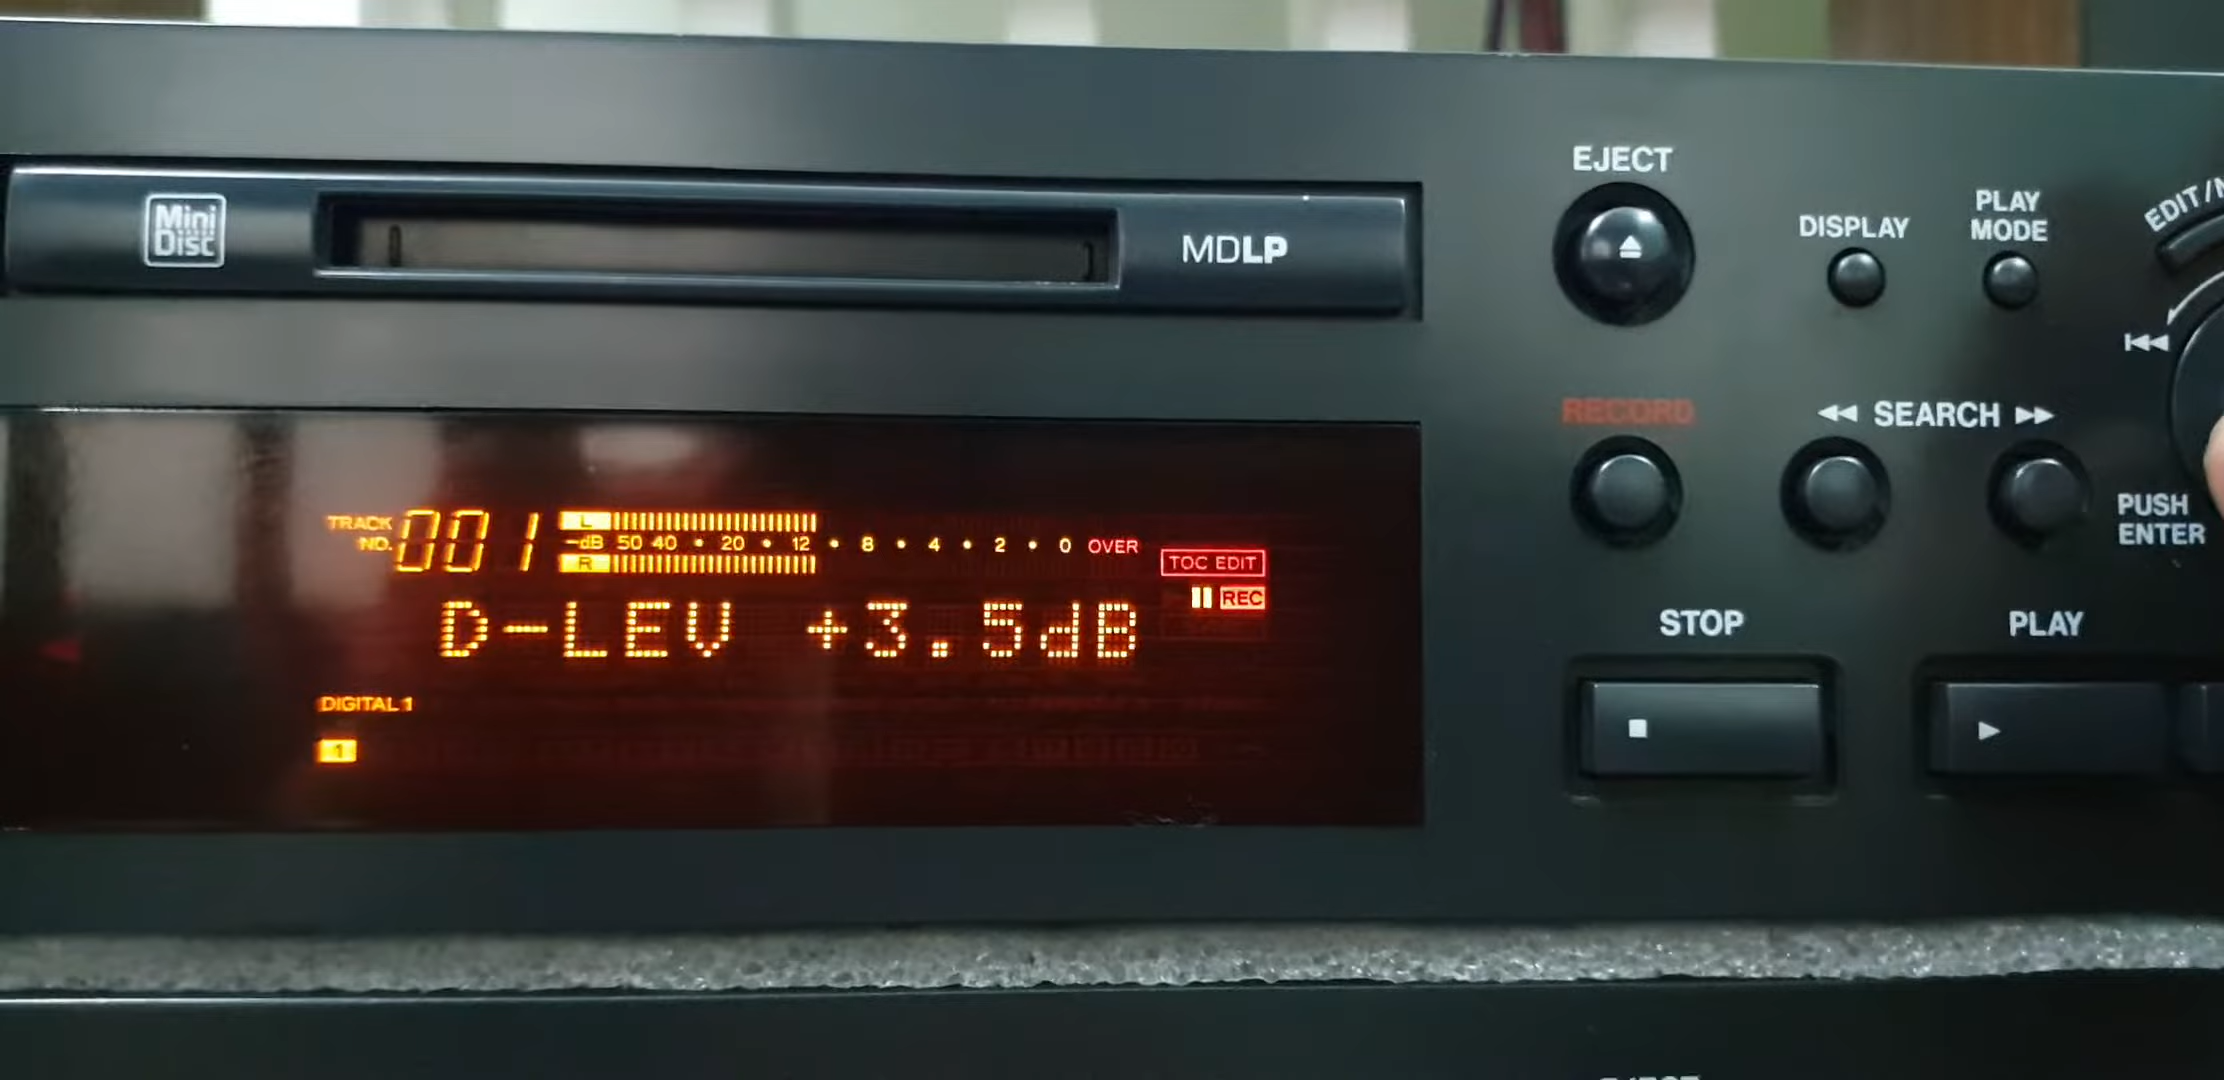 Mini
Disc
MDLP
EJECT
DISPLAY
PLAY
MODE
RECORD
SEARCH
PUSH
ENTER
TRACK
NO.
001
L
-dB 50 40 • 20 • 12 • 8 • 4 • 2 • 0 OVER
R
TOC EDIT
REC
D-LEV +3.5dB
DIGITAL 1
1
STOP
PLAY